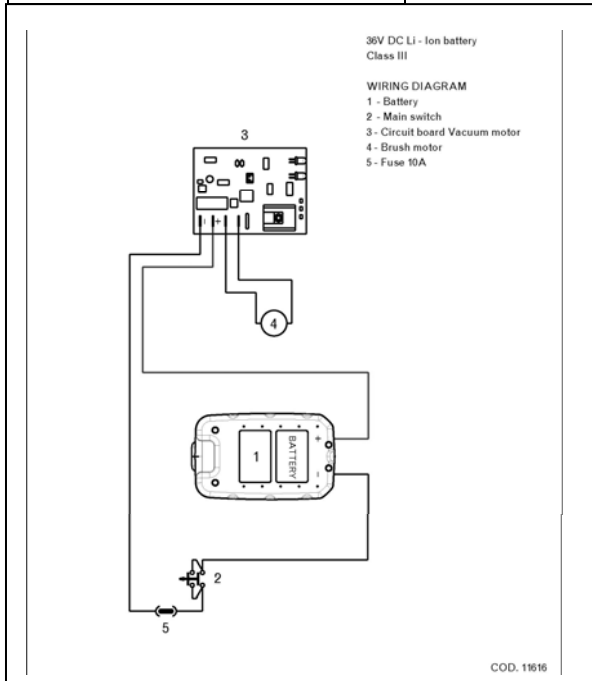 36V DC Li - Ion battery
Class III
WIRING DIAGRAM
1 - Battery
2 - Main switch
3 - Circuit board Vacuum motor
4 - Brush motor
5 - Fuse 10A
3
- +
4
+
1
BATTERY
-
2
5
COD. 11616